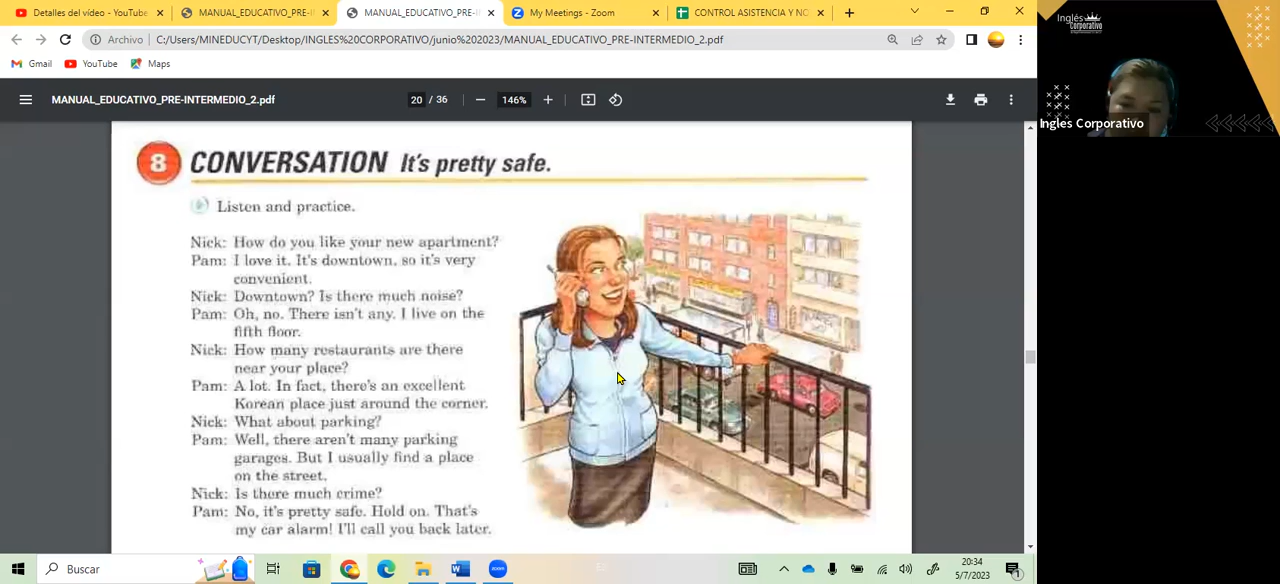 Detalles del vídeo - YouTube
MANUAL_EDUCATIVO_PRE-I
MANUAL_EDUCATIVO_PRE-I
My Meetings - Zoom
CONTROL ASISTENCIA Y NO
Archivo
C:/Users/MINEDUCYT/Desktop/INGLES%20CORPORATIVO/junio%202023/MANUAL_EDUCATIVO_PRE-INTERMEDIO_2.pdf
Gmail
YouTube
Maps
MANUAL_EDUCATIVO_PRE-INTERMEDIO_2.pdf
20 / 36
146%
Inglés
Corporativo
Ingles Corporativo
8 CONVERSATION It's pretty safe.
Listen and practice.
Nick: How do you like your new apartment?
Pam: I love it. It's downtown, so it's very
convenient.
Nick: Downtown? Is there much noise?
Pam: Oh, no. There isn't any. I live on the
fifth floor.
Nick: How many restaurants are there
near your place?
Pam: A lot. In fact, there's an excellent
Korean place just around the corner.
Nick: What about parking?
Pam: Well, there aren't many parking
garages. But I usually find a place
on the street.
Nick: Is there much crime?
Pam: No, it's pretty safe. Hold on. That's
my car alarm! I'll call you back later.
Buscar
zoom
20:34
5/7/2023
1